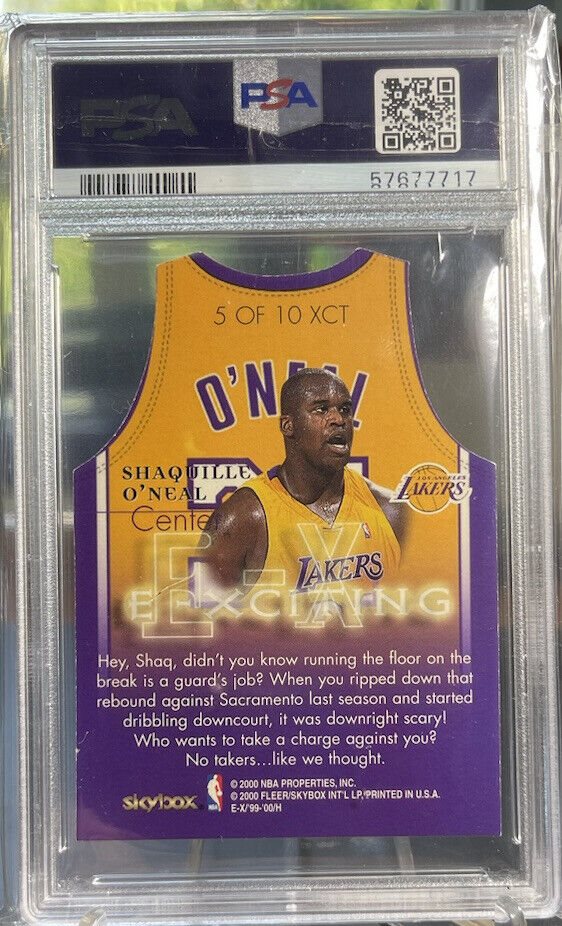 PSA
PSA
57677717
5 OF 10 XCT
O'NEAL
SHAQUILLE
O'NEAL
Center
LOS ANGELES
LAKERS
LAKERS
E-X
E-XCITING
Hey, Shaq, didn't you know running the floor on the
break is a guard's job? When you ripped down that
rebound against Sacramento last season and started
dribbling downcourt, it was downright scary!
Who wants to take a charge against you?
No takers...like we thought.
skybox
© 2000 NBA PROPERTIES, INC.
© 2000 FLEER/SKYBOX INT'L LP, PRINTED IN U.S.A.
E-X/'99-'00/H